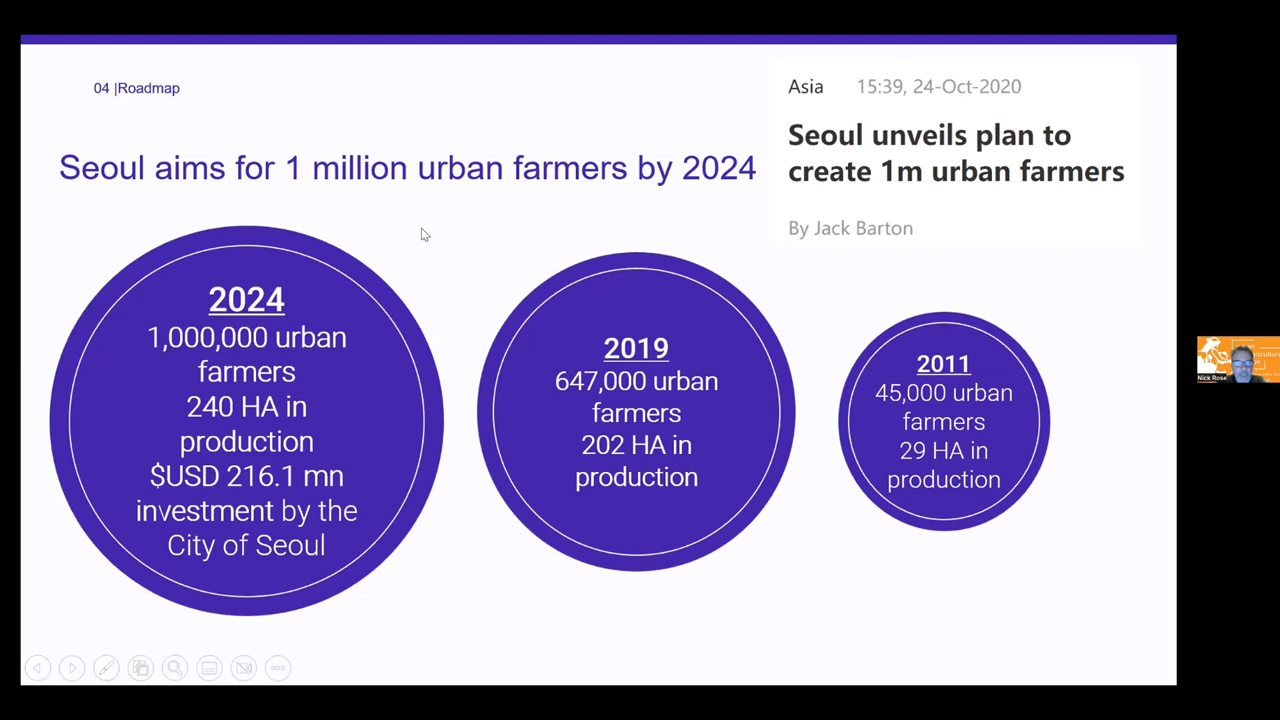 04 |Roadmap
Asia 15:39, 24-Oct-2020
Seoul unveils plan to
create 1m urban farmers
By Jack Barton
Seoul aims for 1 million urban farmers by 2024
2024
1,000,000 urban
farmers
240 HA in
production
$USD 216.1 mn
investment by the
City of Seoul
2019
647,000 urban
farmers
202 HA in
production
2011
45,000 urban
farmers
29 HA in
production
Nick Rose